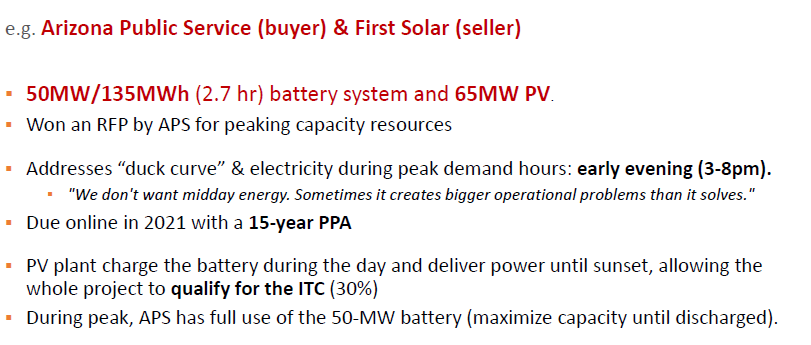 e.g. Arizona Public Service (buyer) & First Solar (seller)
▪ 50MW/135MWh (2.7 hr) battery system and 65MW PV.
▪ Won an RFP by APS for peaking capacity resources
▪ Addresses “duck curve” & electricity during peak demand hours: early evening (3-8pm).
▪ "We don't want midday energy. Sometimes it creates bigger operational problems than it solves."
▪ Due online in 2021 with a 15-year PPA
▪ PV plant charge the battery during the day and deliver power until sunset, allowing the
whole project to qualify for the ITC (30%)
▪ During peak, APS has full use of the 50-MW battery (maximize capacity until discharged).